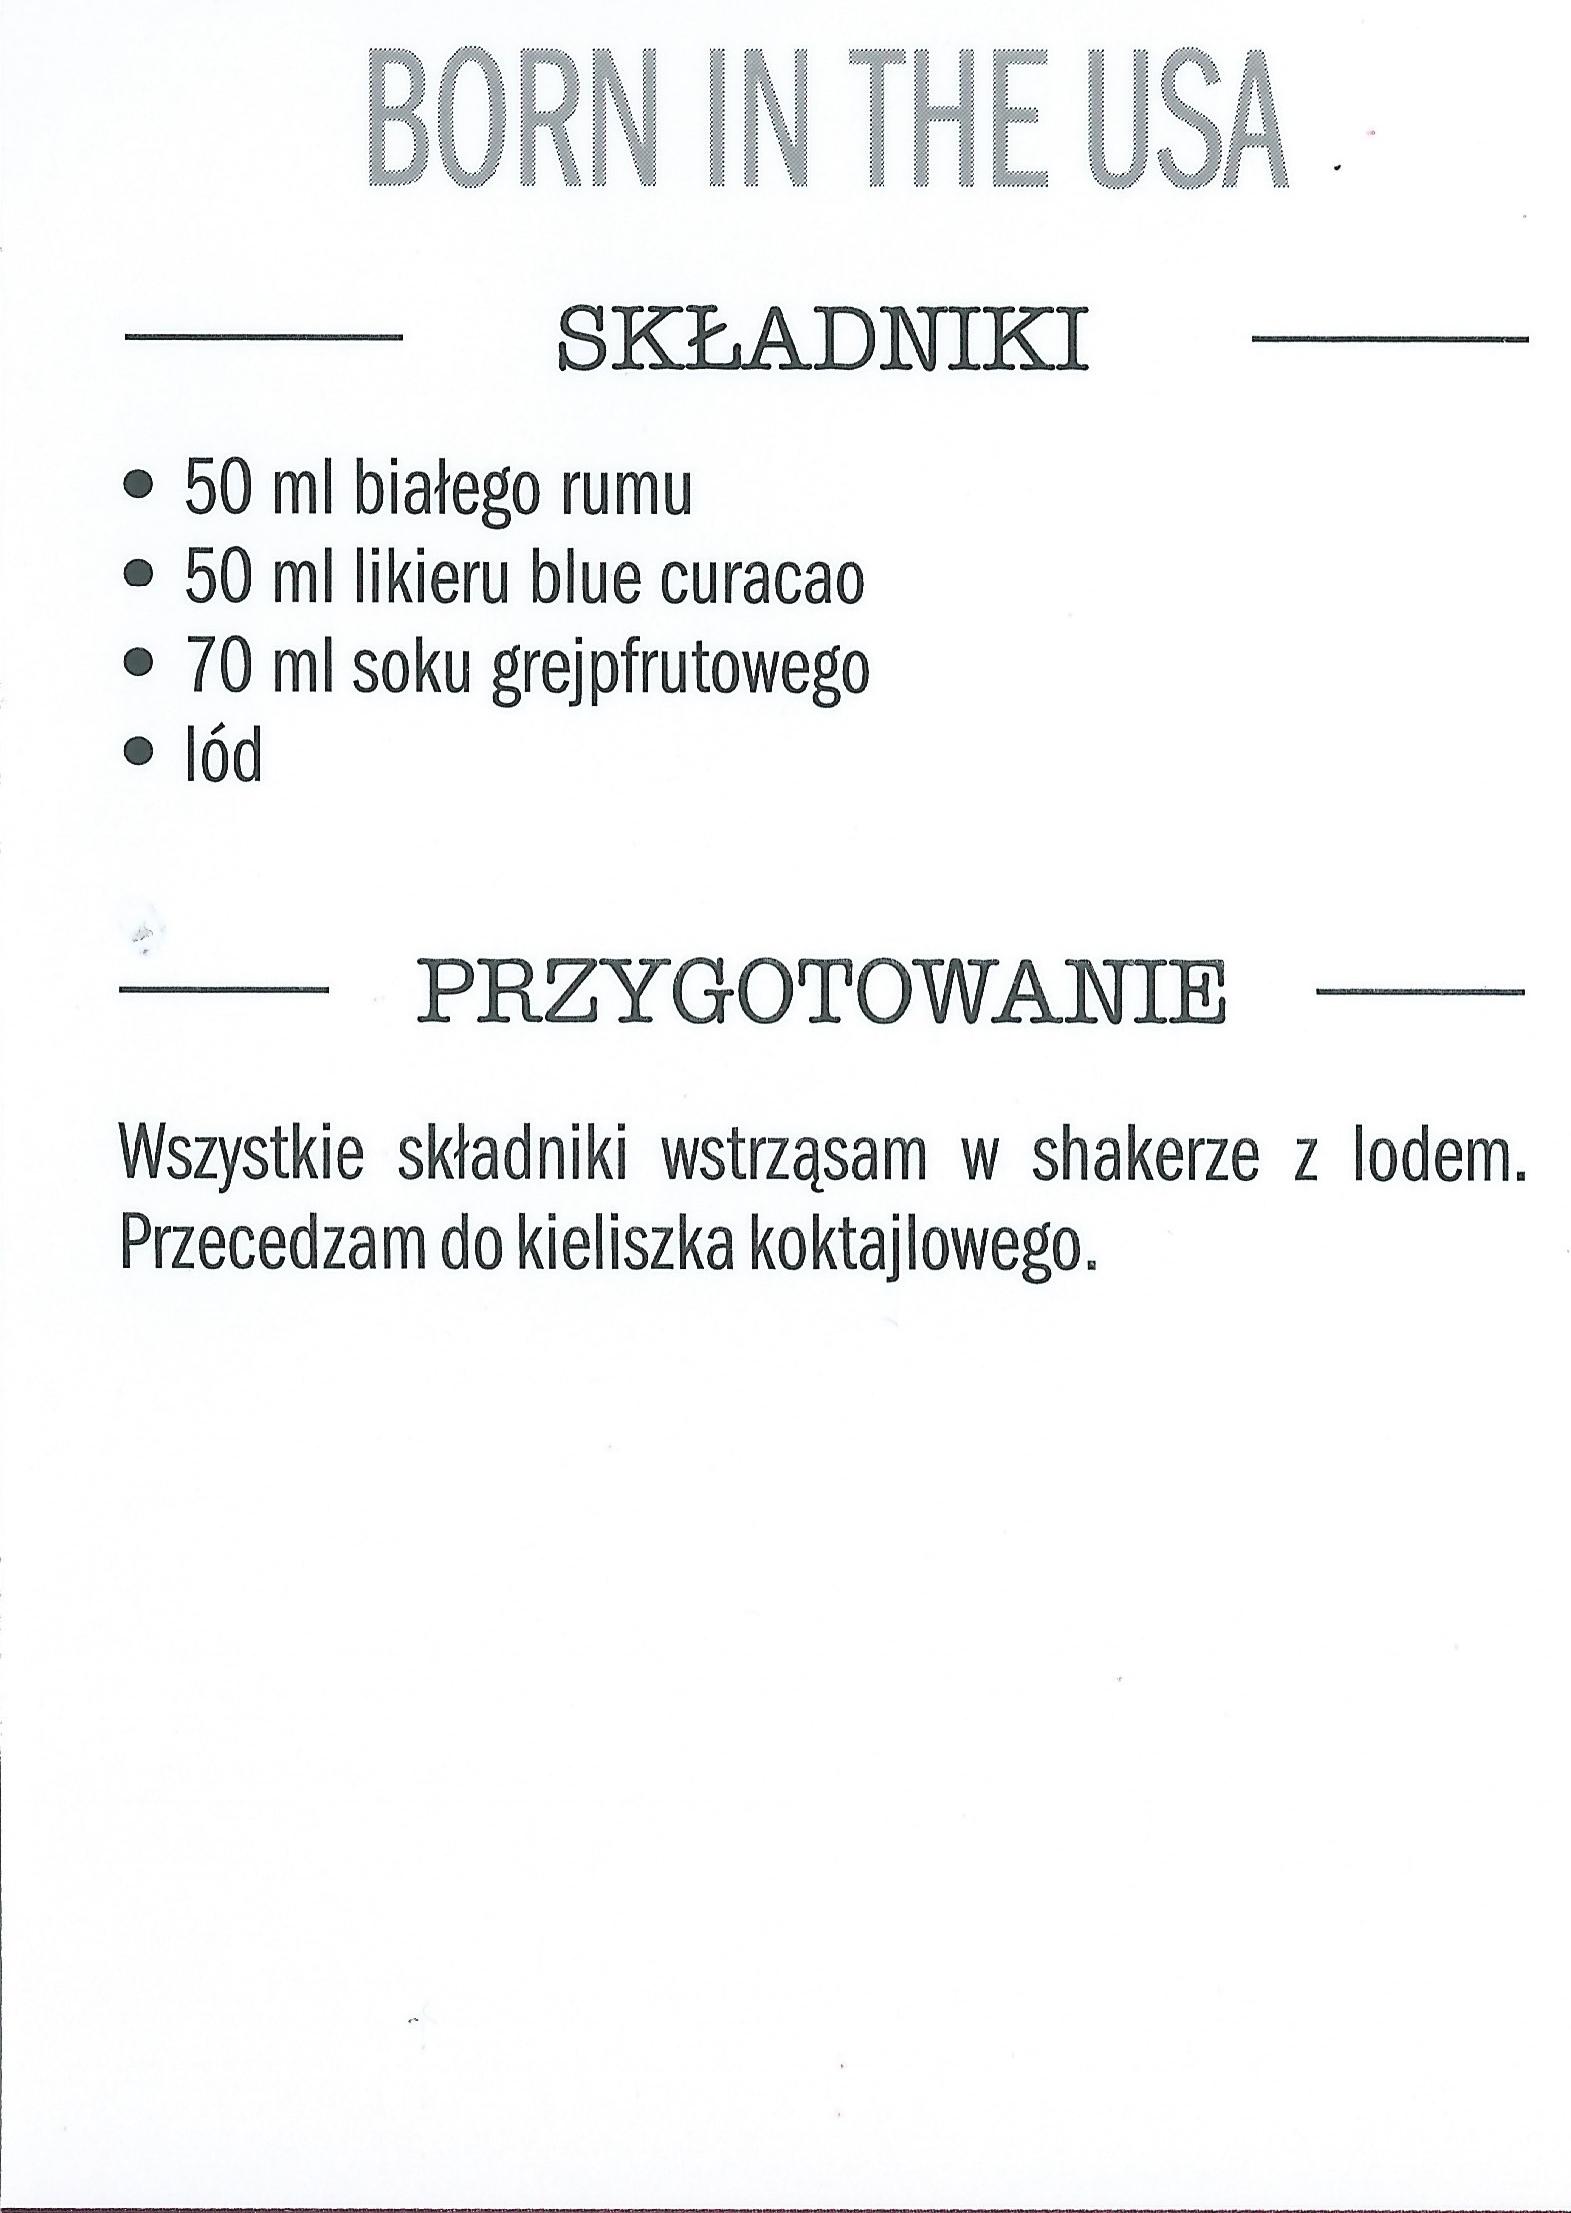 BORN IN THE USA
SKŁADNIKI
• 50 ml białego rumu
• 50 ml likieru blue curacao
• 70 ml soku grejpfrutowego
• lód
PRZYGOTOWANIE
Wszystkie składniki wstrząsam w shakerze z lodem.
Przecedzam do kieliszka koktajlowego.